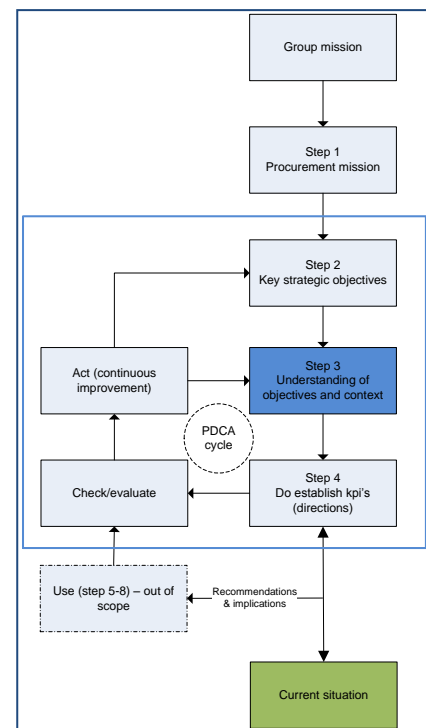 Group mission
Step 1
Procurement mission
Step 2
Key strategic objectives
Act (continuous
improvement)
Step 3
Understanding of
objectives and context
PDCA
cycle
Check/evaluate
Step 4
Do establish kpi's
(directions)
Use (step 5-8) – out of
scope
Recommendations
& implications
Current situation